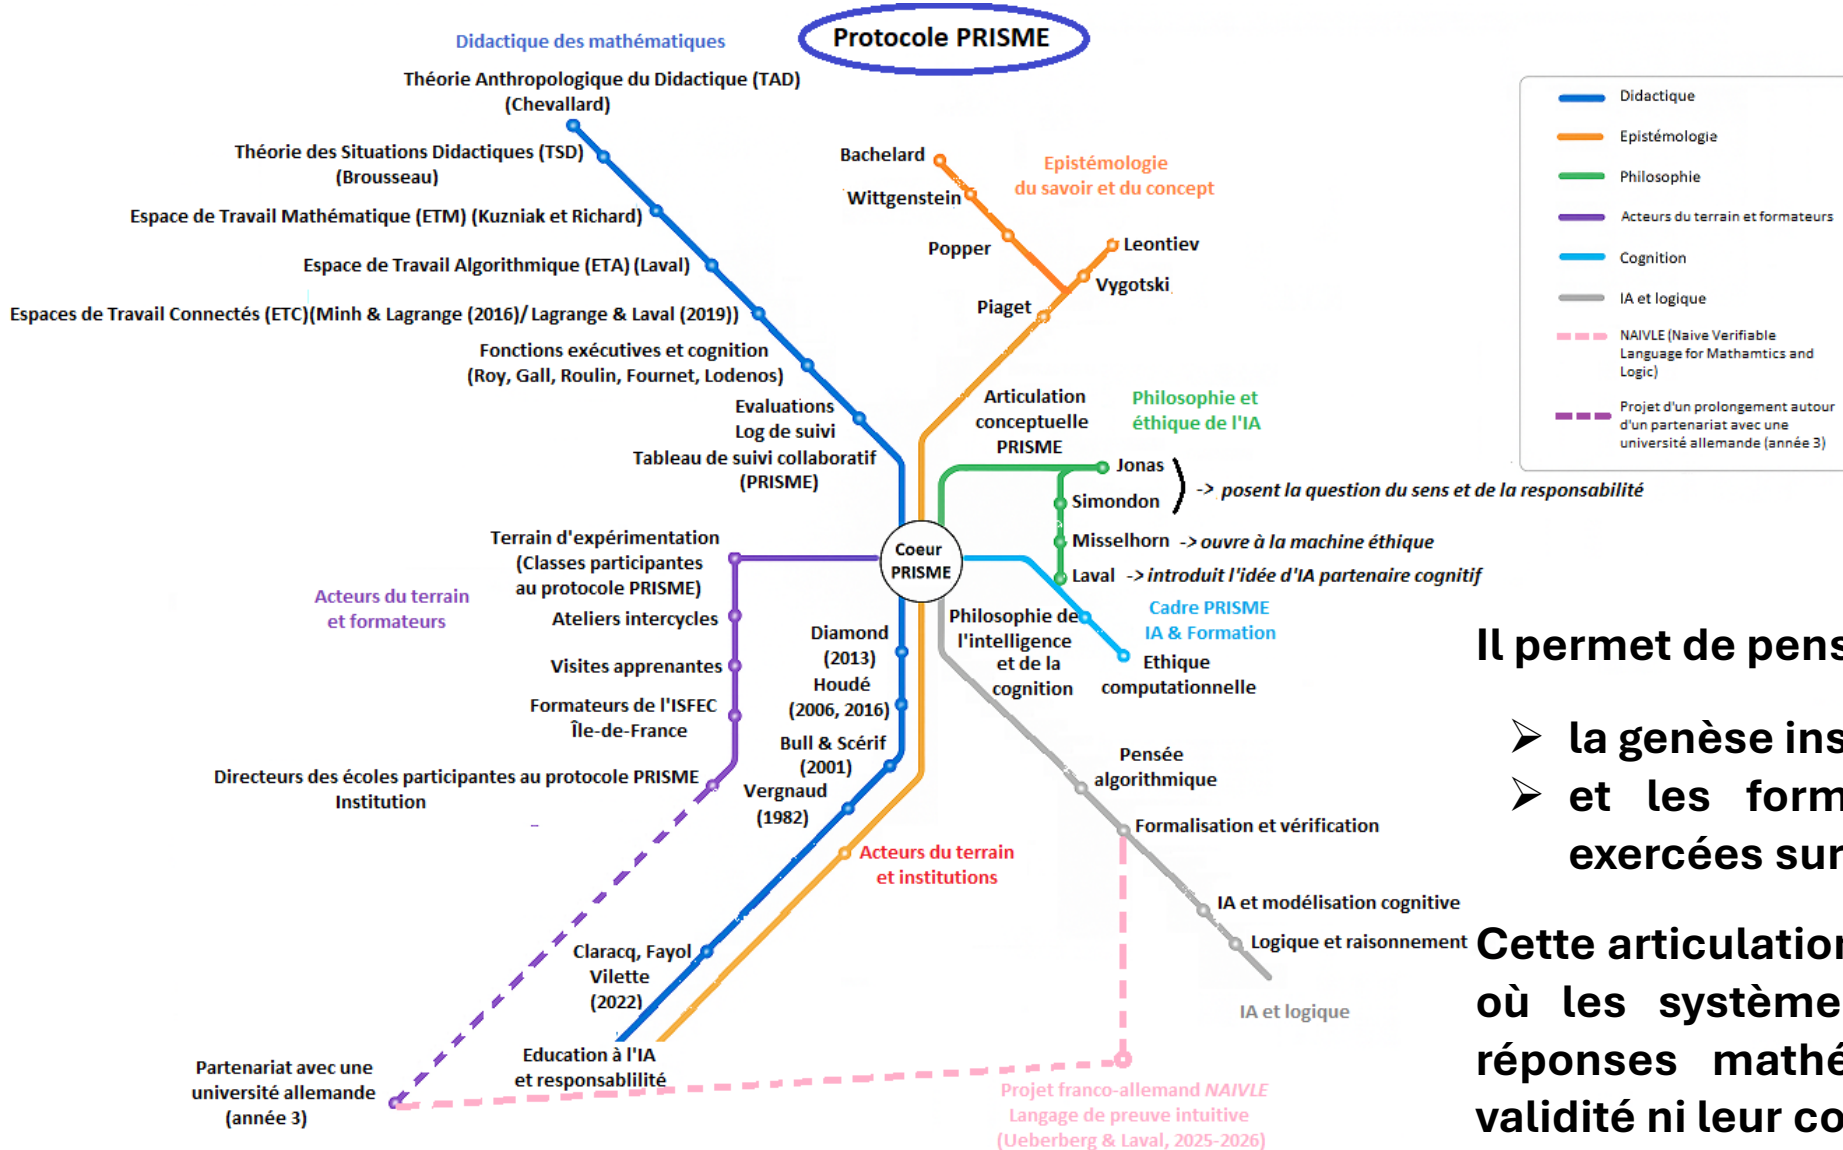 Protocole PRISME
Didactique des mathématiques
Théorie Anthropologique du Didactique (TAD)
(Chevallard)
Théorie des Situations Didactiques (TSD)
(Brousseau)
Espace de Travail Mathématique (ETM) (Kuzniak et Richard)
Espace de Travail Algorithmique (ETA) (Laval)
Espaces de Travail Connectés (ETC)(Minh & Lagrange (2016)/ Lagrange & Laval (2019))
Fonctions exécutives et cognition
(Roy, Gall, Roulin, Fournet, Lodenos)
Evaluations
Log de suivi
Tableau de suivi collaboratif
(PRISME)
Bachelard
Wittgenstein
Popper
Epistémologie
du savoir et du concept
Leontiev
Vygotski
Piaget
Articulation
conceptuelle
PRISME
Philosophie et
éthique de l'IA
Jonas
Simondon
-> posent la question du sens et de la responsabilité
Misselhorn -> ouvre à la machine éthique
Laval -> introduit l'idée d'IA partenaire cognitif
Didactique
Epistémologie
Philosophie
Acteurs du terrain et formateurs
Cognition
IA et logique
NAIVLE (Naive Verifiable
Language for Mathamtics and
Logic)
Projet d'un prolongement autour
d'un partenariat avec une
université allemande (année 3)
Coeur
PRISME
Terrain d'expérimentation
(Classes participantes
au protocole PRISME)
Acteurs du terrain
et formateurs
Ateliers intercycles
Visites apprenantes
Formateurs de l'ISFEC
Île-de-France
Directeurs des écoles participantes au protocole PRISME
Institution
Diamond
(2013)
Houdé
(2006, 2016)
Bull & Scérif
(2001)
Vergnaud
(1982)
Acteurs du terrain
et institutions
Claracq, Fayol
Vilette
(2022)
Education à l'IA
et responsablilité
Partenariat avec une
université allemande
(année 3)
Cadre PRISME
IA & Formation
Philosophie de
l'intelligence
et de la
cognition
Ethique
computationnelle
Pensée
algorithmique
Formalisation et vérification
IA et modélisation cognitive
Logique et raisonnement
IA et logique
Projet franco-allemand NAIVLE
Langage de preuve intuitive
(Ueberberg & Laval, 2025-2026)
Il permet de pens
➢ la genèse ins
➢ et les form
exercées sur
Cette articulation
où les système
réponses mathé
validité ni leur co